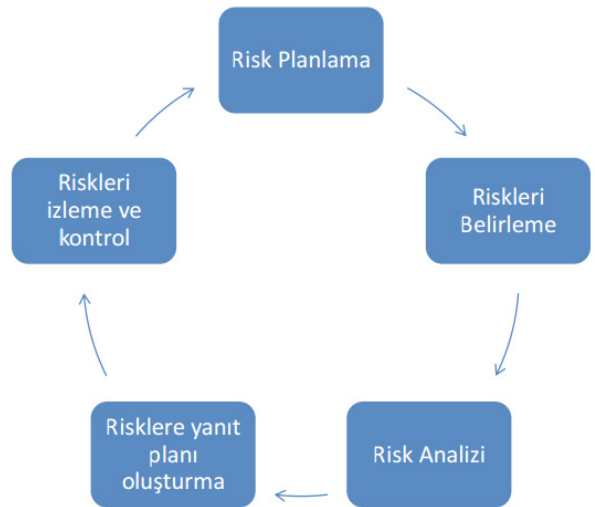 Risk Planlama
Riskleri
Belirleme
Risk Analizi
Risklere yanıt
planı
oluşturma
Riskleri
izleme ve
kontrol